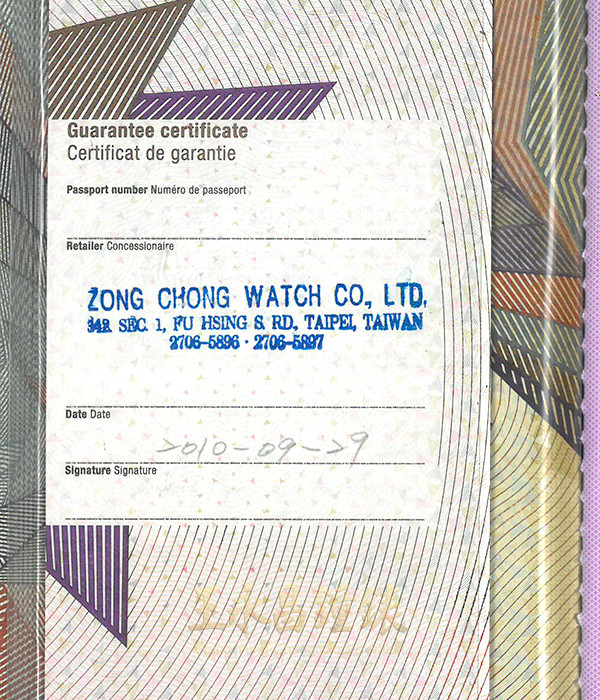 Guarantee certificate
Certificat de garantie
Passport number Numéro de passeport
Retailer Concessionaire
ZONG CHONG WATCH CO., LTD.
342. SEC. 1, FU HSING S. RD., TAIPEI, TAIWAN
2706-5896 · 2706-5897
Date Date
2010-09-29
Signature Signature